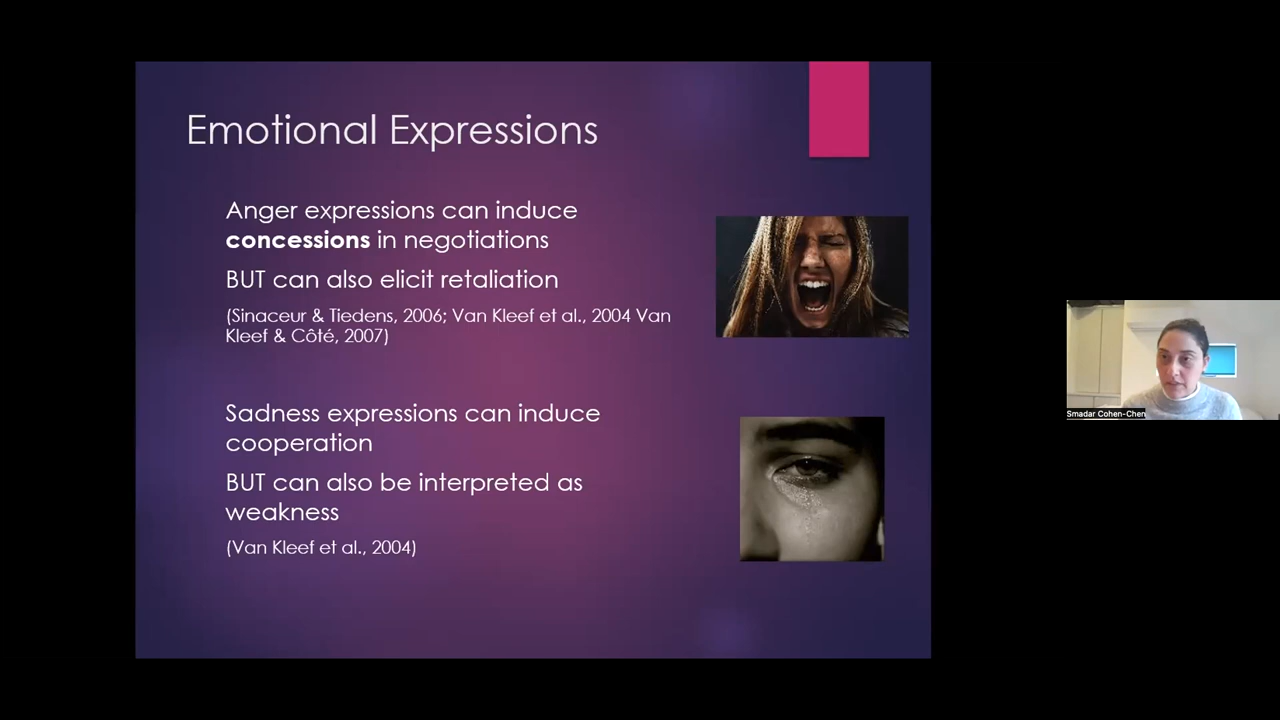 Emotional Expressions
Anger expressions can induce
concessions in negotiations
BUT can also elicit retaliation
(Sinaceur & Tiedens, 2006; Van Kleef et al., 2004 Van
Kleef & Côté, 2007)
Sadness expressions can induce
cooperation
BUT can also be interpreted as
weakness
(Van Kleef et al., 2004)
Smadar Cohen-Chen